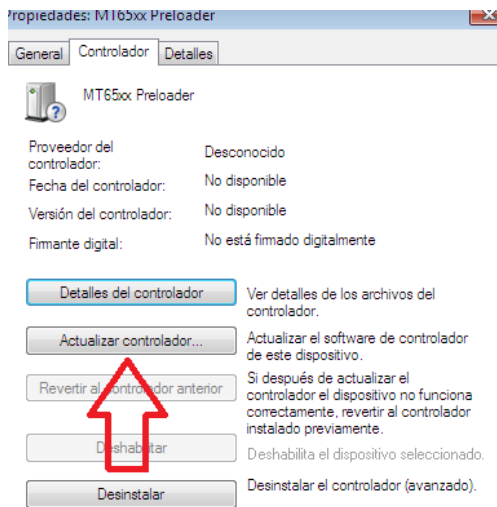 Propiedades: MT65xx Preloader
General Controlador Detalles
MT65xx Preloader
Proveedor del
controlador:
Desconocido
Fecha del controlador: No disponible
Versión del controlador: No disponible
Firmante digital: No está firmado digitalmente
Detalles del controlador
Ver detalles de los archivos del
controlador.
Actualizar controlador...
Actualizar el software de controlador
de este dispositivo.
Revertir al controlador anterior
Si después de actualizar el
controlador el dispositivo no funciona
correctamente, revertir al controlador
instalado previamente.
Deshabilitar
Deshabilita el dispositivo seleccionado.
Desinstalar
Desinstalar el controlador (avanzado).